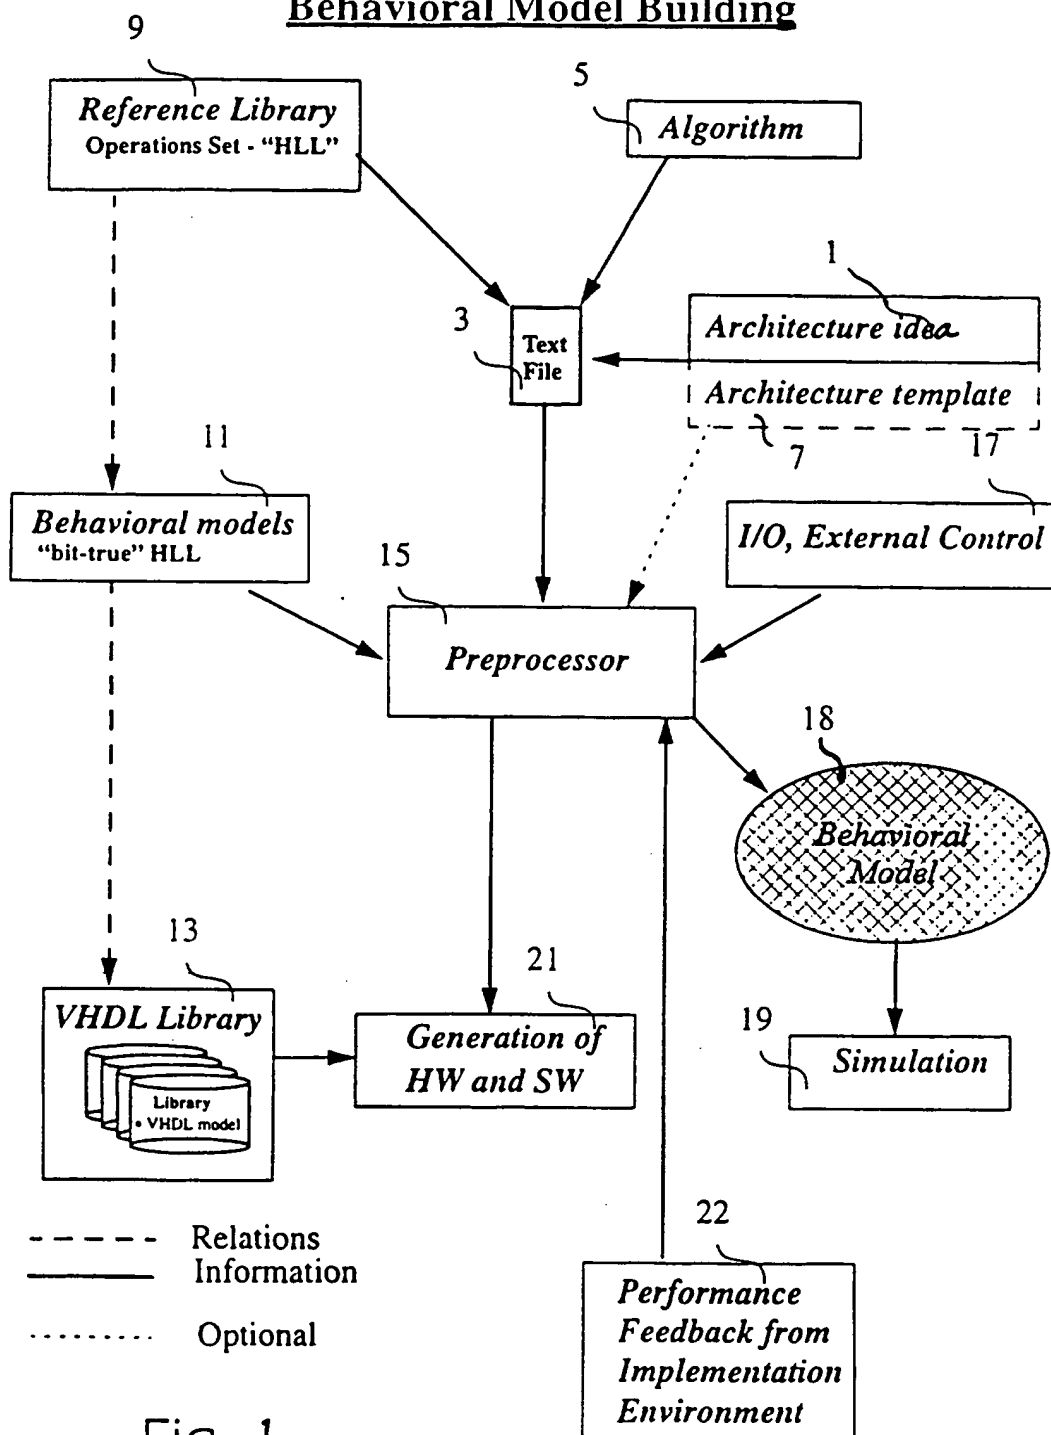 Behavioral Model Building
9
5
Reference Library
Operations Set - “HLL”
Algorithm
1
3
Text
File
Architecture idea
Architecture template
7
17
11
Behavioral models
“bit-true” HLL
I/O, External Control
15
Preprocessor
18
Behavioral
Model
13
VHDL Library
Library
• VHDL model
21
Generation of
HW and SW
19
Simulation
Relations
Information
Optional
22
Performance
Feedback from
Implementation
Environment
Fig. 1